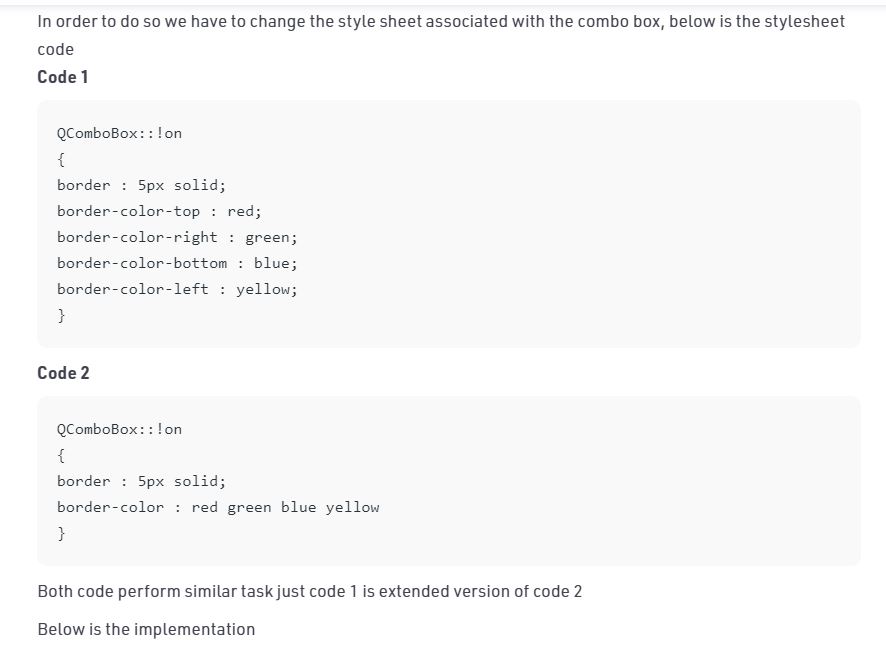 In order to do so we have to change the style sheet associated with the combo box, below is the stylesheet
code
Code 1
QComboBox::!on
{
border : 5px solid;
border-color-top : red;
border-color-right : green;
border-color-bottom : blue;
border-color-left : yellow;
}
Code 2
QComboBox::!on
{
border : 5px solid;
border-color : red green blue yellow
}
Both code perform similar task just code 1 is extended version of code 2
Below is the implementation